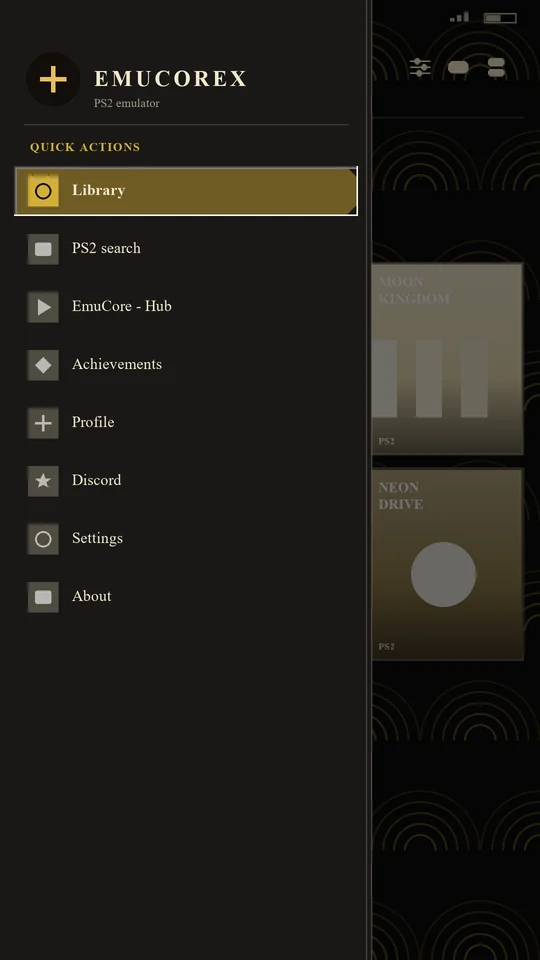 EMUCOREX
PS2 emulator
QUICK ACTIONS
Library
PS2 search
EmuCore - Hub
Achievements
Profile
Discord
Settings
About
MOON
KINGDOM
PS2
NEON
DRIVE
PS2